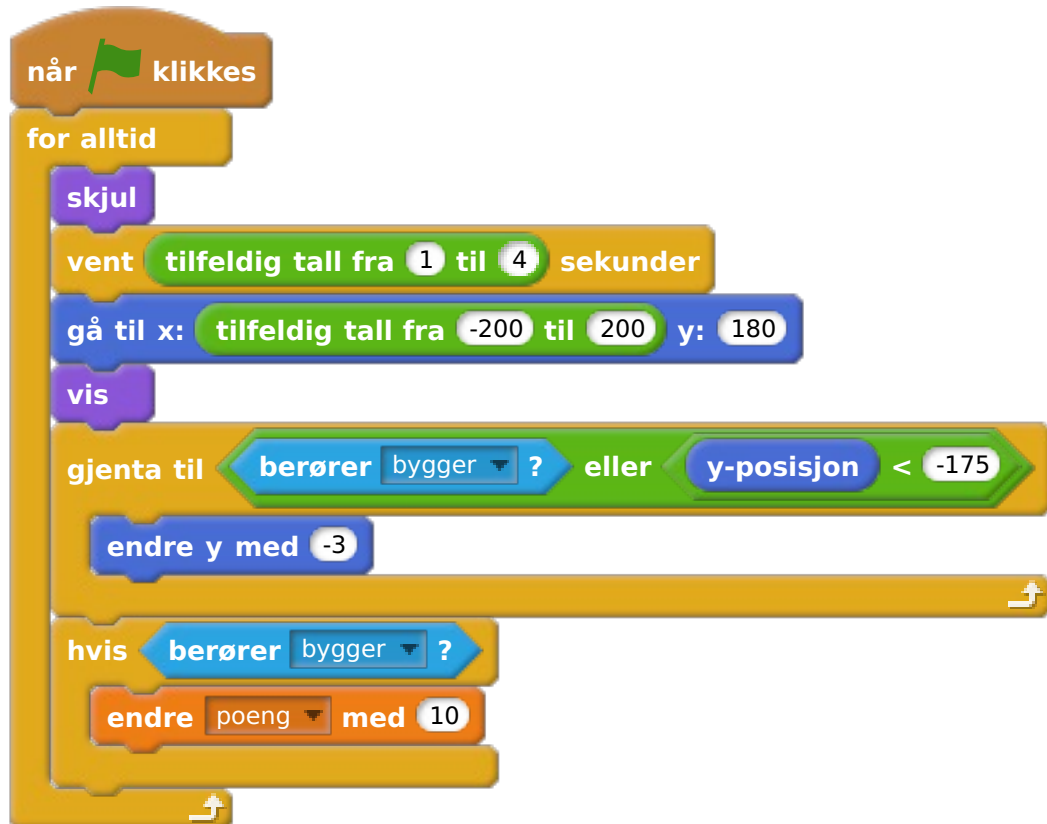 når klikkes
for alltid
skjul
vent tilfeldig tall fra 1 til 4 sekunder
gå til x: tilfeldig tall fra -200 til 200 y: 180
vis
gjenta til berører bygger ? eller y-posisjon < -175
endre y med -3
hvis berører bygger ?
endre poeng med 10